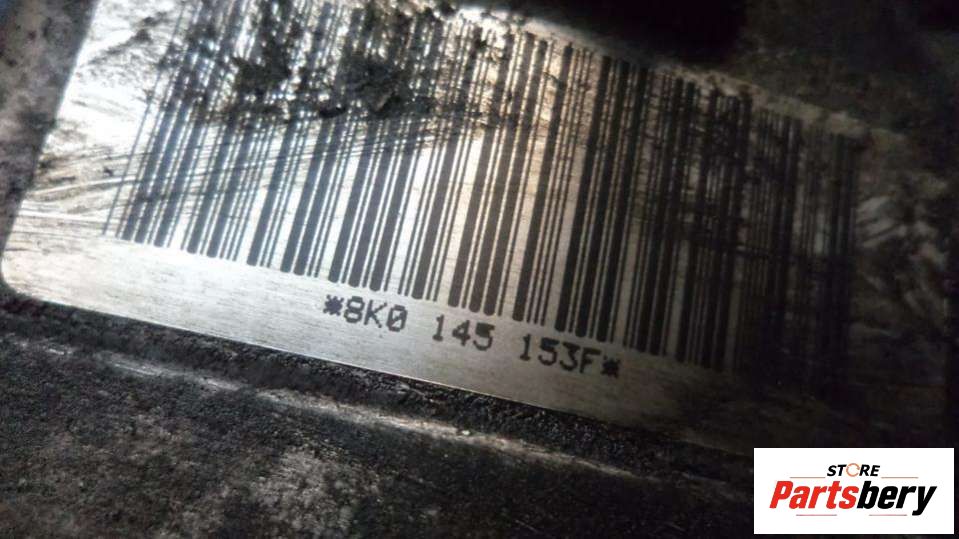 *8K0 145 153F*
STORE
Partsbery